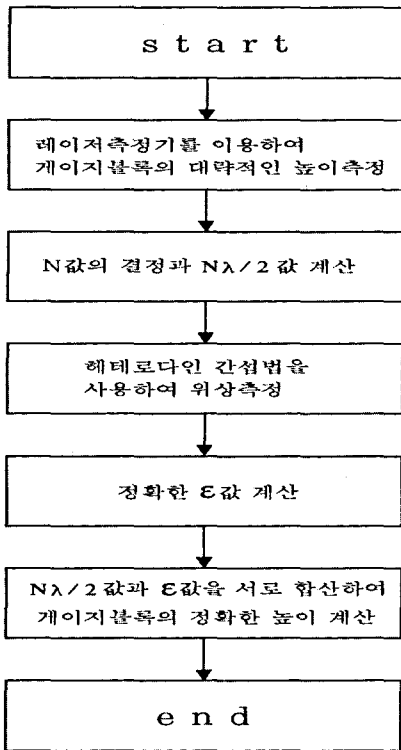 start
레이저측정기를 이용하여
게이지블록의 대략적인 높이측정
N값의 결정과 Nλ/2 값 계산
헤테로다인 간섭법을
사용하여 위상측정
정확한 ε값 계산
Nλ/2 값과 ε값을 서로 합산하여
게이지블록의 정확한 높이 계산
end